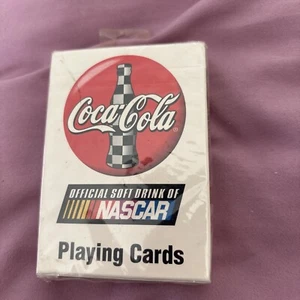 Coca-Cola
OFFICIAL SOFT DRINK OF
NASCAR
Playing Cards